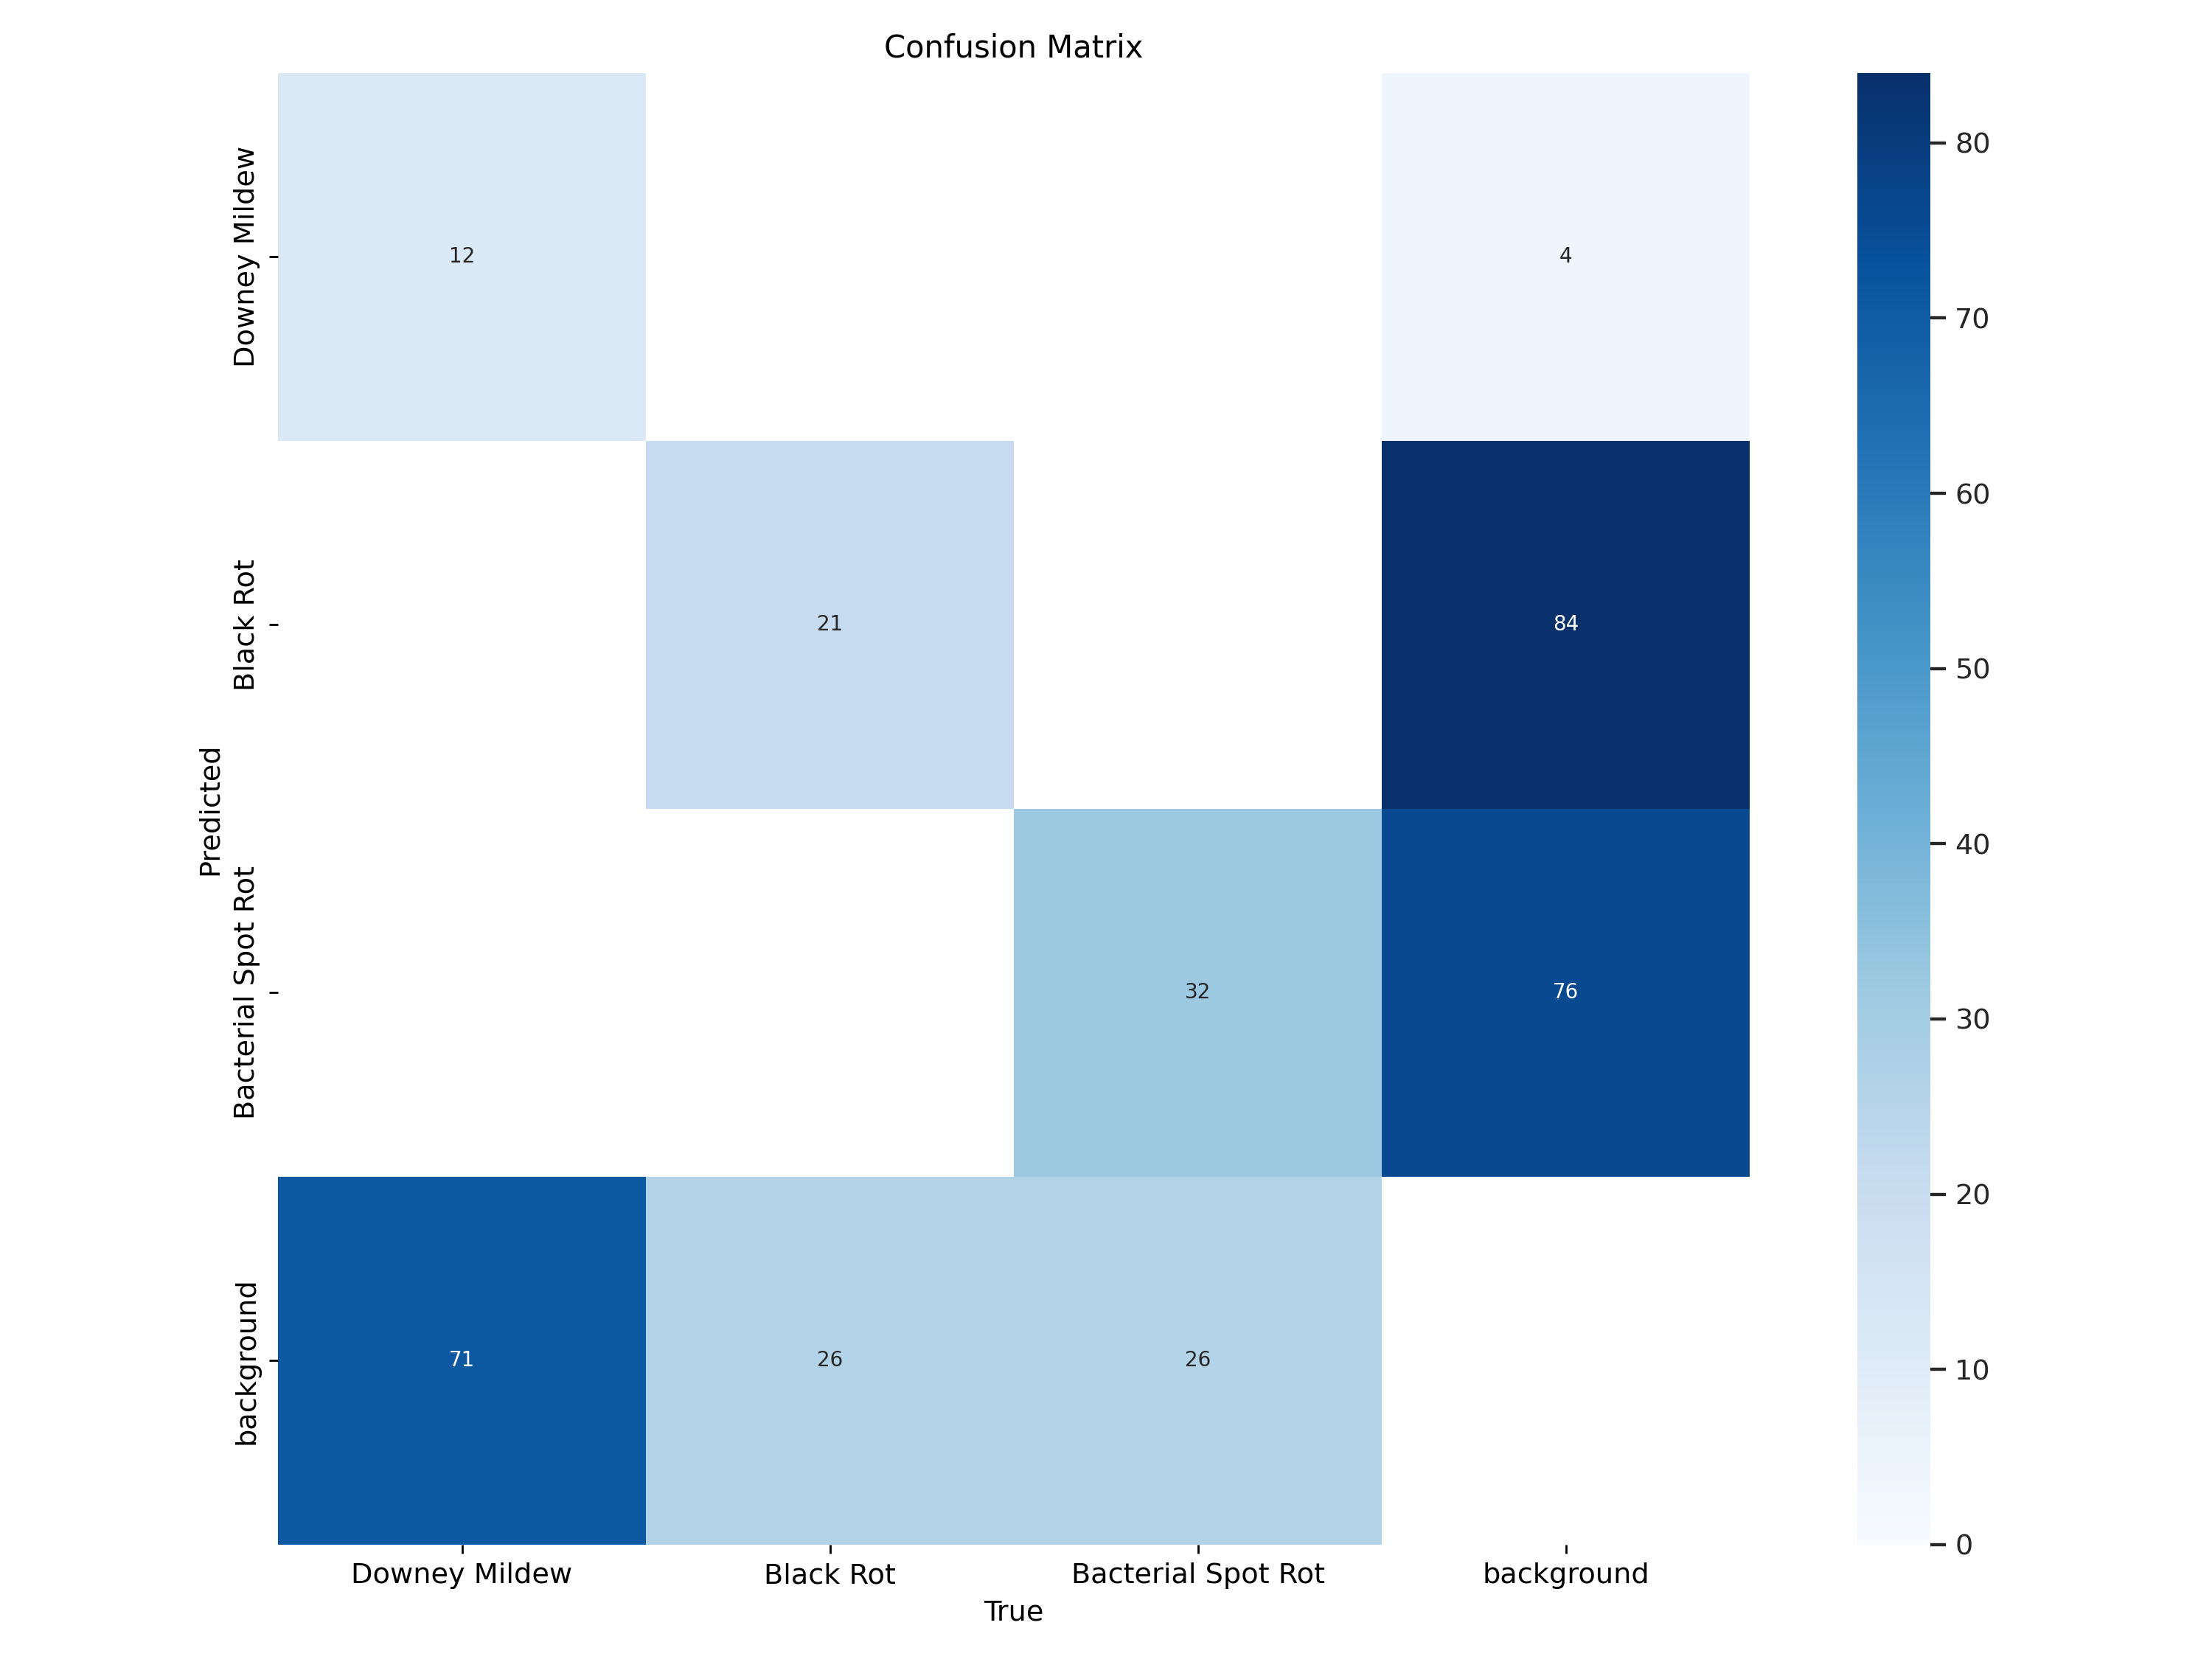 Confusion Matrix
Predicted
Downey Mildew
Black Rot
Bacterial Spot Rot
background
12
4
21
84
32
76
71
26
26
Downey Mildew
Black Rot
Bacterial Spot Rot
background
True
80
70
60
50
40
30
20
10
0